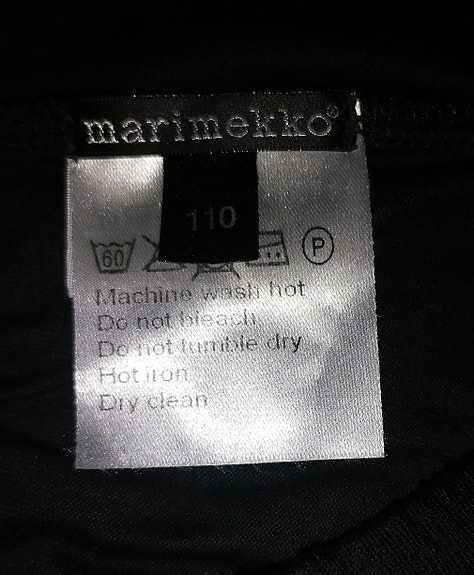 marimekko®
110
60 P
Machine wash hot
Do not bleach
Do not tumble dry
Hot iron
Dry clean